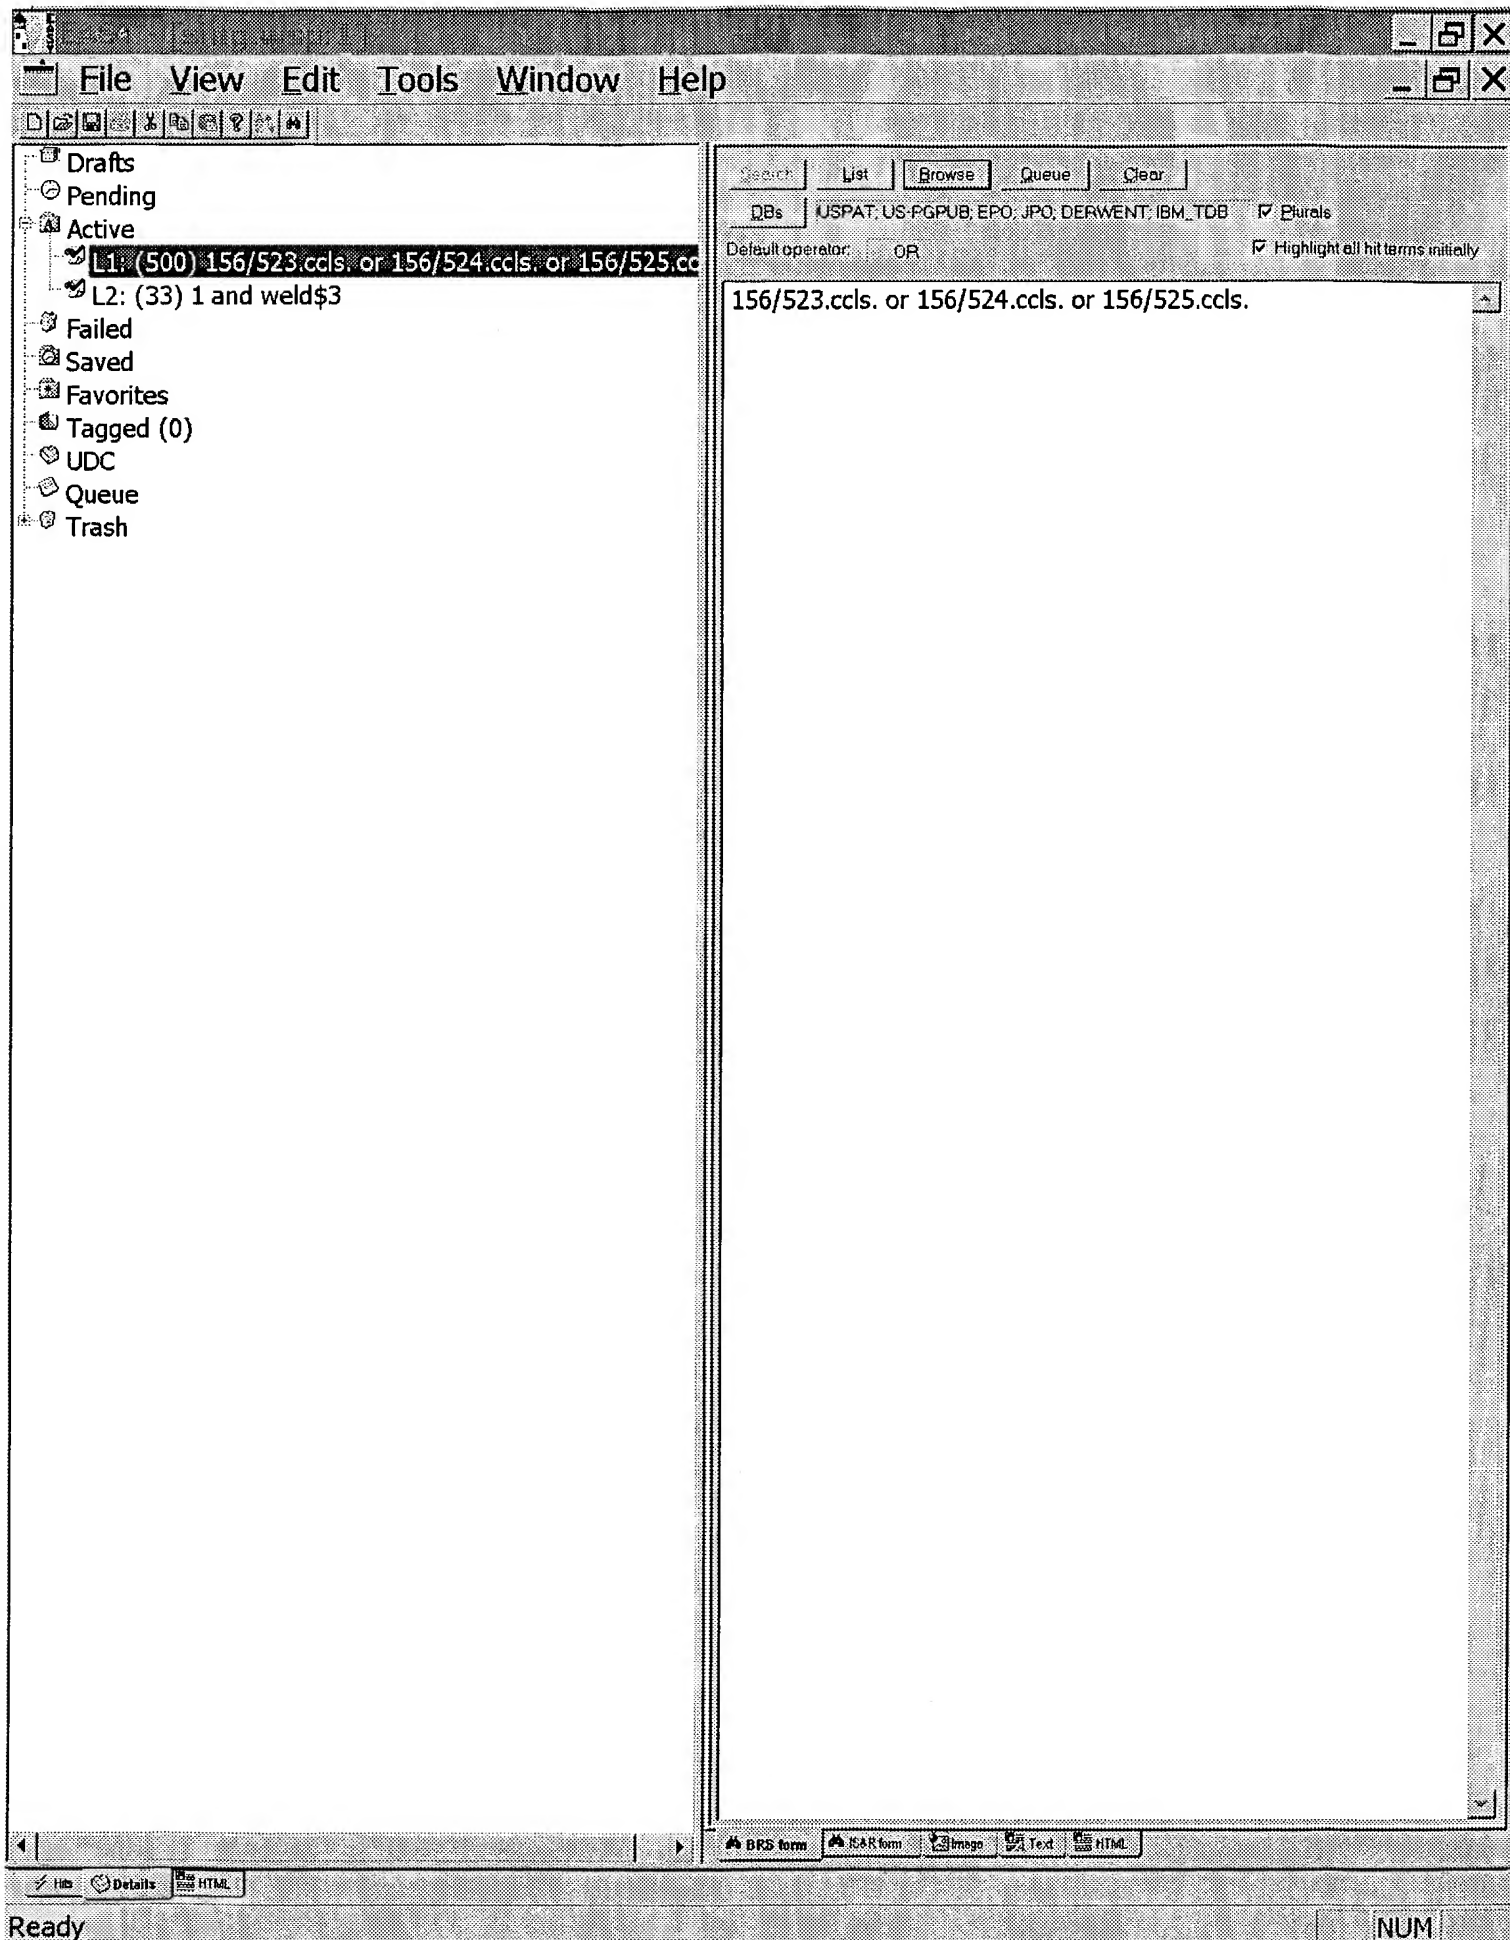 File View Edit Tools Window Help
Drafts
Pending
Active
L1: (500) 156/523.ccls. or 156/524.ccls. or 156/525.cc
L2: (33) 1 and weld$3
Failed
Saved
Favorites
Tagged (0)
UDC
Queue
Trash
Search List Browse Queue Clear
DBs USPAT; US-PGPUB; EPO; JPO; DERWENT; IBM_TDB Plurals
Default operator: OR Highlight all hit terms initially
156/523.ccls. or 156/524.ccls. or 156/525.ccls.
BRS form IS&R form Image Text HTML
Hits Details HTML
Ready NUM